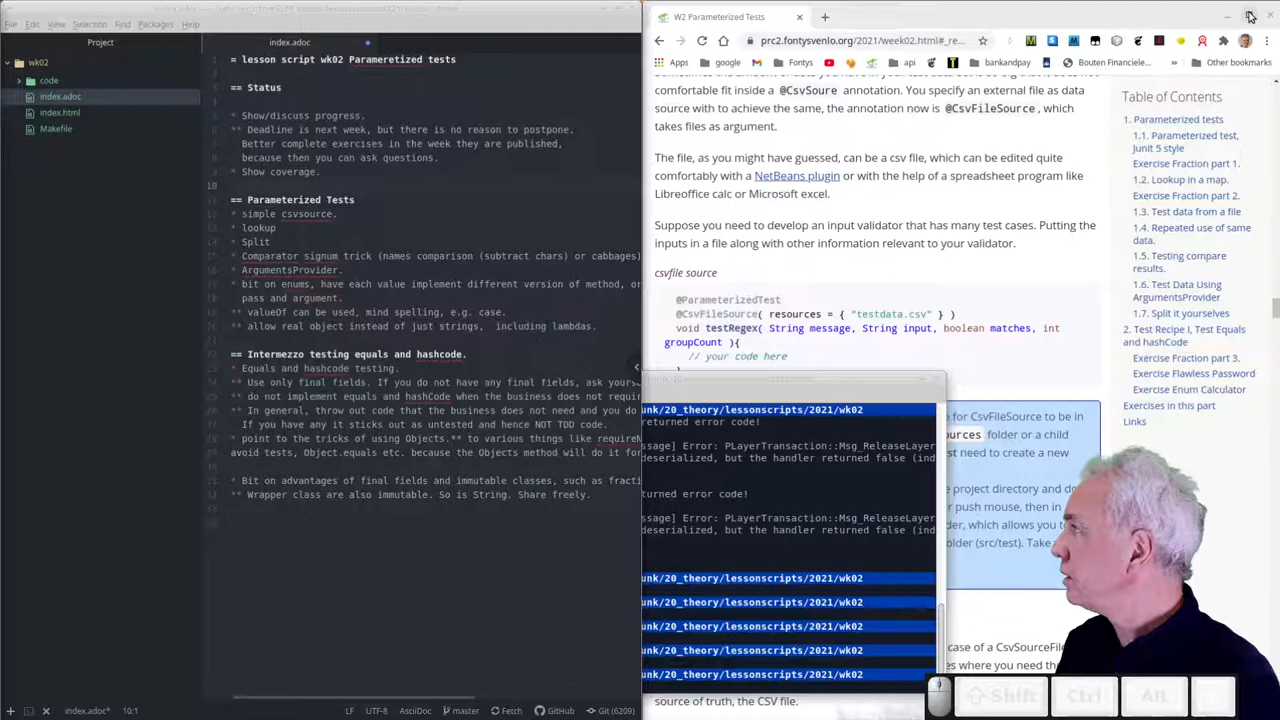 File Edit View Selection Find Packages Help
Project
wk02
code
index.adoc
index.html
Makefile
index.adoc
= lesson script wk02 Parameretized tests
== Status
* Show/discuss progress.
** Deadline is next week, but there is no reason to postpone.
Better complete exercises in the week they are published,
because then you can ask questions.
* Show coverage.
10
== Parameterized Tests
* simple csvsource.
* lookup
* Split
* Comparator signum trick (names comparison (subtract chars) or cabbages)
* ArgumentsProvider.
* bit on enums, have each value implement different version of method, or
pass and argument.
** valueOf can be used, mind spelling, e.g. case.
** allow real object instead of just strings, including lambdas.
== Intermezzo testing equals and hashcode.
* Equals and hashcode testing.
** Use only final fields. If you do not have any final fields, ask yourse
** do not implement equals and hashCode when the business does not requir
** In general, throw out code that the business does not need and you do
If you have any it sticks out as untested and hence NOT TDD code.
* point to the tricks of using Objects.** to various things like requireN
avoid tests, Object.equals etc. because the Objects method will do it for
* Bit on advantages of final fields and immutable classes, such as fracti
** Wrapper class are also immutable. So is String. Share freely.
index.adoc* 10:1
LF UTF-8 AsciiDoc master Fetch GitHub Git (6209)
W2 Parameterized Tests
prc2.fontysvenlo.org/2021/week02.html#_re...
Apps google Fontys api bankandpay Bouten Financiele... Other bookmarks
comfortable fit inside a @CsvSoure annotation. You specify an external file as data
source with to achieve the same, the annotation now is @CsvFileSource, which
takes files as argument.
The file, as you might have guessed, can be a csv file, which can be edited quite
comfortably with a NetBeans plugin or with the help of a spreadsheet program like
Libreoffice calc or Microsoft excel.
Suppose you need to develop an input validator that has many test cases. Putting the
inputs in a file along with other information relevant to your validator.
csvfile source
@ParameterizedTest
@CsvFileSource( resources = { "testdata.csv" } )
void testRegex( String message, String input, boolean matches, int
groupCount ){
// your code here
e for CsvFileSource to be in
ources folder or a child
st need to create a new
e project directory and do
r push mouse, then in
der, which allows you to
older (src/test). Take
case of a CsvSourceFile
es where you need the
source of truth, the CSV file.
Table of Contents
1. Parameterized tests
1.1. Parameterized test,
Junit 5 style
Exercise Fraction part 1.
1.2. Lookup in a map.
Exercise Fraction part 2.
1.3. Test data from a file
1.4. Repeated use of same
data.
1.5. Testing compare
results.
1.6. Test Data Using
ArgumentsProvider
1.7. Split it yourselves
2. Test Recipe I, Test Equals
and hashCode
Exercise Fraction part 3.
Exercise Flawless Password
Exercise Enum Calculator
Exercises in this part
Links
unk/20_theory/lessonscripts/2021/wk02
returned error code!
ssage] Error: PLayerTransaction::Msg_ReleaseLayer
deserialized, but the handler returned false (ind
turned error code!
ssage] Error: PLayerTransaction::Msg_ReleaseLayer
deserialized, but the handler returned false (ind
unk/20_theory/lessonscripts/2021/wk02
unk/20_theory/lessonscripts/2021/wk02
unk/20_theory/lessonscripts/2021/wk02
unk/20_theory/lessonscripts/2021/wk02
unk/20_theory/lessonscripts/2021/wk02
Shift Ctrl Alt